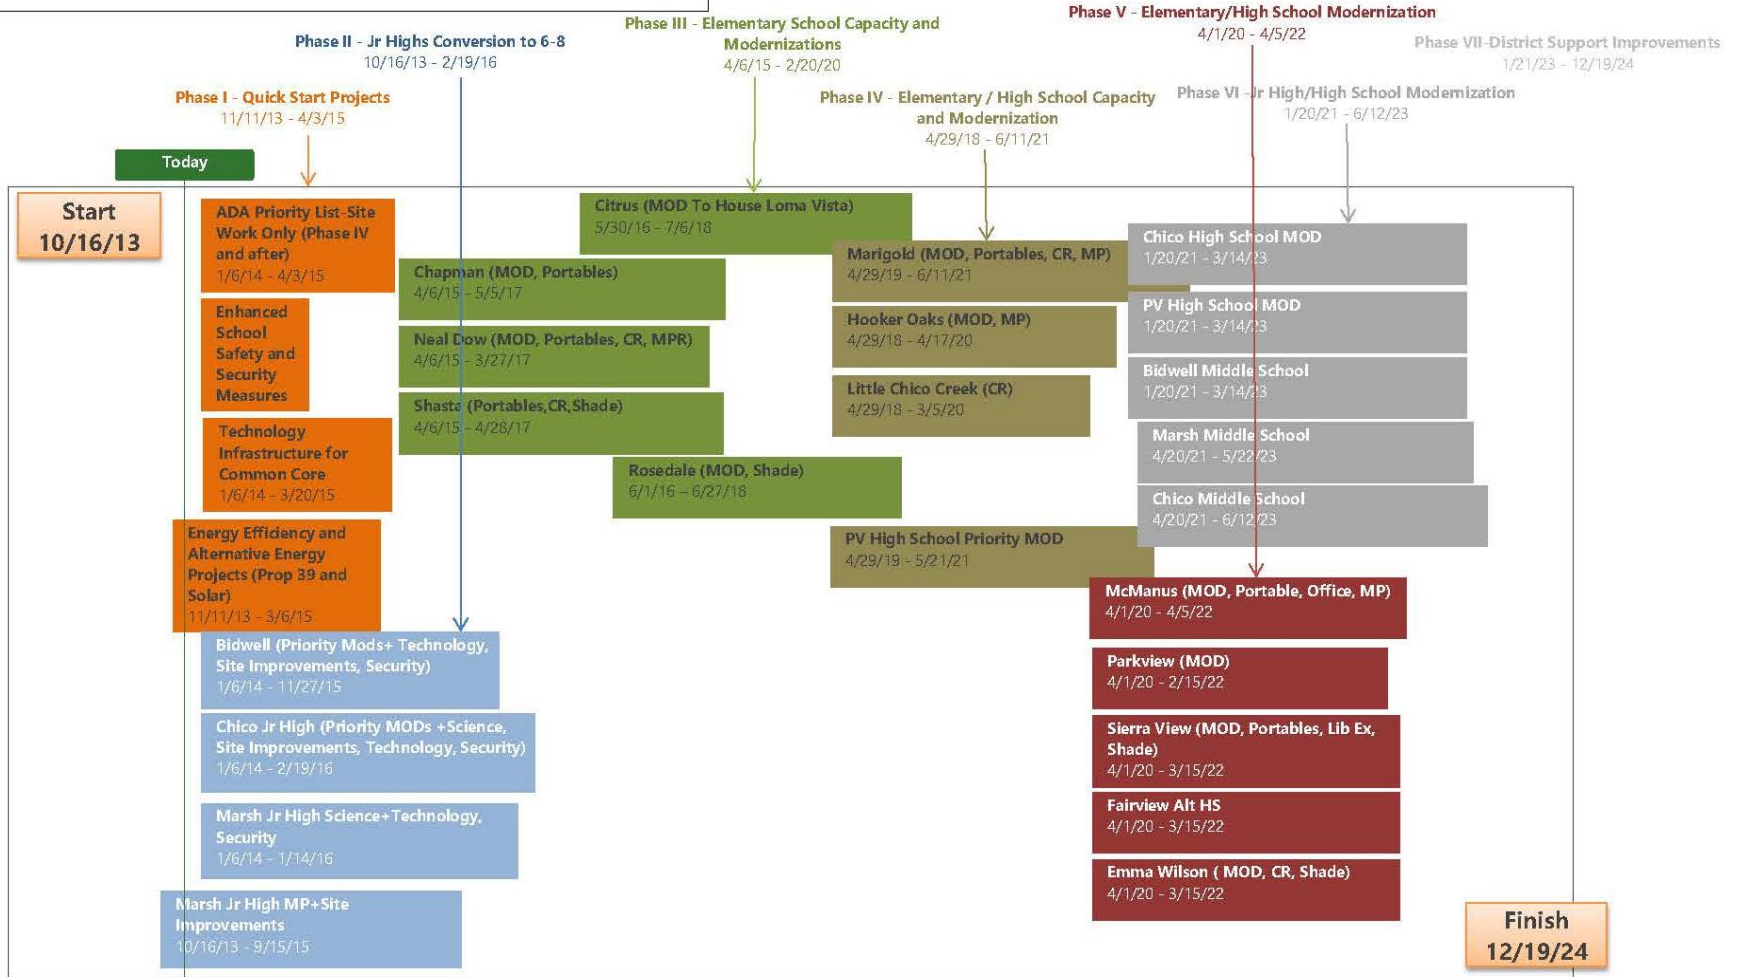 Phase II - Jr Highs Conversion to 6-8
10/16/13 - 2/19/16
Phase III - Elementary School Capacity and
Modernizations
4/6/15 - 2/20/20
Phase V - Elementary/High School Modernization
4/1/20 - 4/5/22
Phase VII-District Support Improvements
1/21/23 - 12/19/24
Phase I - Quick Start Projects
11/11/13 - 4/3/15
Phase IV - Elementary / High School Capacity
and Modernization
4/29/18 - 6/11/21
Phase VI -Jr High/High School Modernization
1/20/21 - 6/12/23
Today
Start
10/16/13
ADA Priority List-Site
Work Only (Phase IV
and after)
1/6/14 - 4/3/15
Enhanced
School
Safety and
Security
Measures
Technology
Infrastructure for
Common Core
1/6/14 - 3/20/15
Energy Efficiency and
Alternative Energy
Projects (Prop 39 and
Solar)
11/11/13 - 3/6/15
Bidwell (Priority Mods+ Technology,
Site Improvements, Security)
1/6/14 - 11/27/15
Chico Jr High (Priority MODs +Science,
Site Improvements, Technology, Security)
1/6/14 - 2/19/16
Marsh Jr High Science+Technology,
Security
1/6/14 - 1/14/16
Marsh Jr High MP+Site
Improvements
10/16/13 - 9/15/15
Citrus (MOD To House Loma Vista)
5/30/16 - 7/6/18
Chapman (MOD, Portables)
4/6/15 - 5/5/17
Neal Dow (MOD, Portables, CR, MPR)
4/6/15 - 3/27/17
Shasta (Portables,CR,Shade)
4/6/15 - 4/28/17
Rosedale (MOD, Shade)
6/1/16 – 6/27/18
Marigold (MOD, Portables, CR, MP)
4/29/19 - 6/11/21
Hooker Oaks (MOD, MP)
4/29/18 - 4/17/20
Little Chico Creek (CR)
4/29/18 - 3/5/20
PV High School Priority MOD
4/29/19 - 5/21/21
Chico High School MOD
1/20/21 - 3/14/23
PV High School MOD
1/20/21 - 3/14/23
Bidwell Middle School
1/20/21 - 3/14/23
Marsh Middle School
4/20/21 - 5/22/23
Chico Middle School
4/20/21 - 6/12/23
McManus (MOD, Portable, Office, MP)
4/1/20 - 4/5/22
Parkview (MOD)
4/1/20 - 2/15/22
Sierra View (MOD, Portables, Lib Ex,
Shade)
4/1/20 - 3/15/22
Fairview Alt HS
4/1/20 - 3/15/22
Emma Wilson ( MOD, CR, Shade)
4/1/20 - 3/15/22
Finish
12/19/24